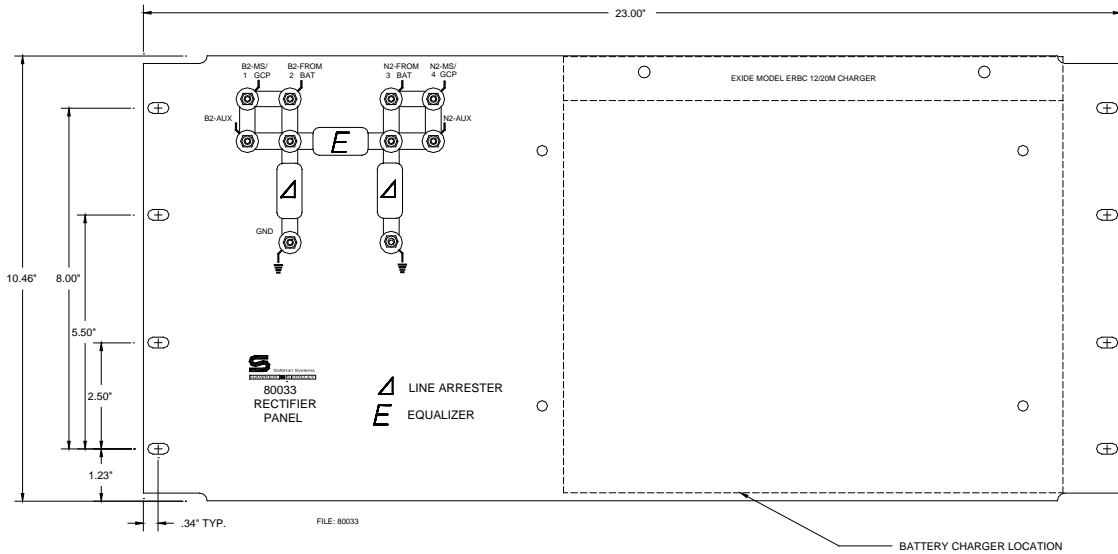 23.00"
B2-MS/
1 GCP
B2-FROM
2 BAT
N2-FROM
3 BAT
N2-MS/
4 GCP
EXIDE MODEL ERBC 12/20M CHARGER
B2-AUX
N2-AUX
E
GND
10.46"
8.00"
5.50"
2.50"
1.23"
.34" TYP.
S
Safetran Systems
80033
RECTIFIER
PANEL
LINE ARRESTER
E EQUALIZER
FILE: 80033
BATTERY CHARGER LOCATION